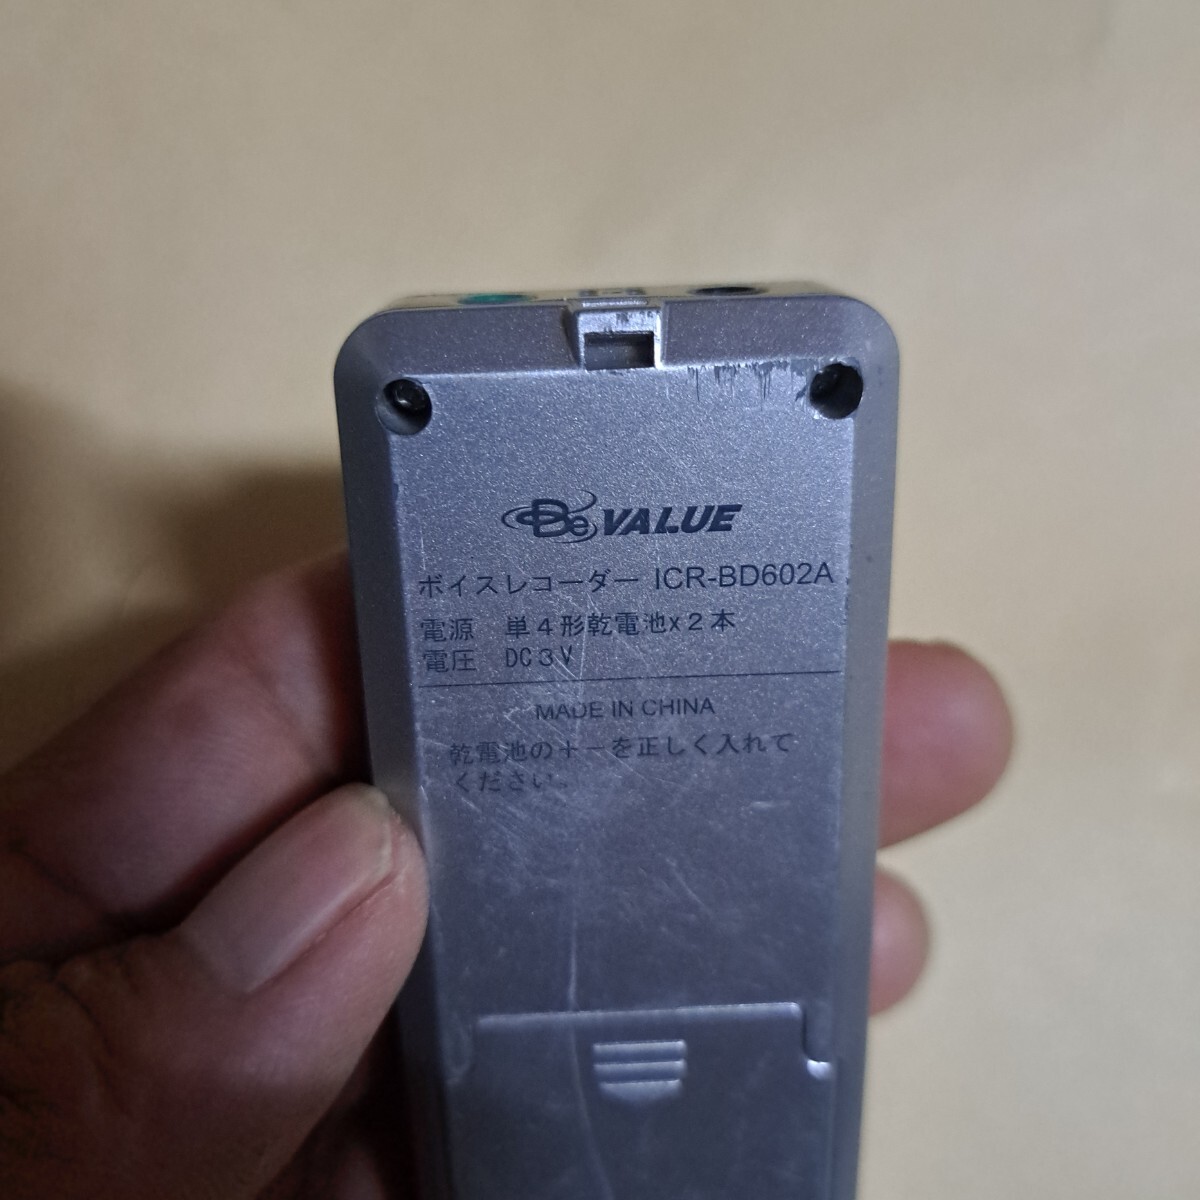 Be VALUE
ボイスレコーダー ICR-BD602A
電源 単4形乾電池x2本
電圧 DC3V
MADE IN CHINA
乾電池の+−を正しく入れて
ください。